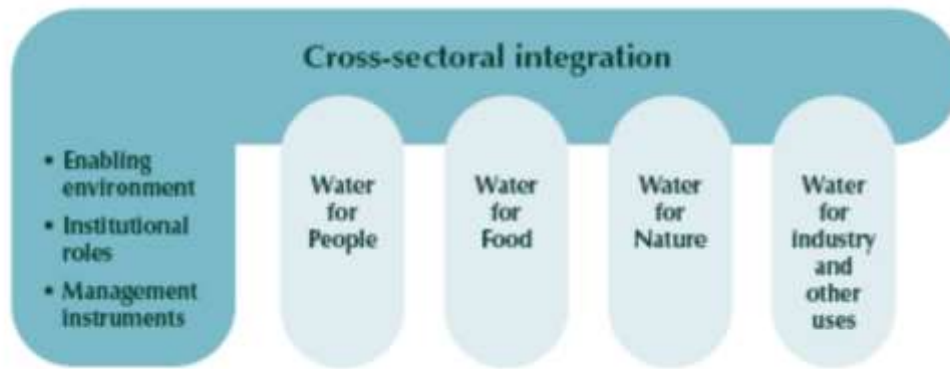 Cross-sectoral integration
• Enabling
environment
• Institutional
roles
• Management
instruments
Water
for
People
Water
for
Food
Water
for
Nature
Water
for
industry
and
other
uses